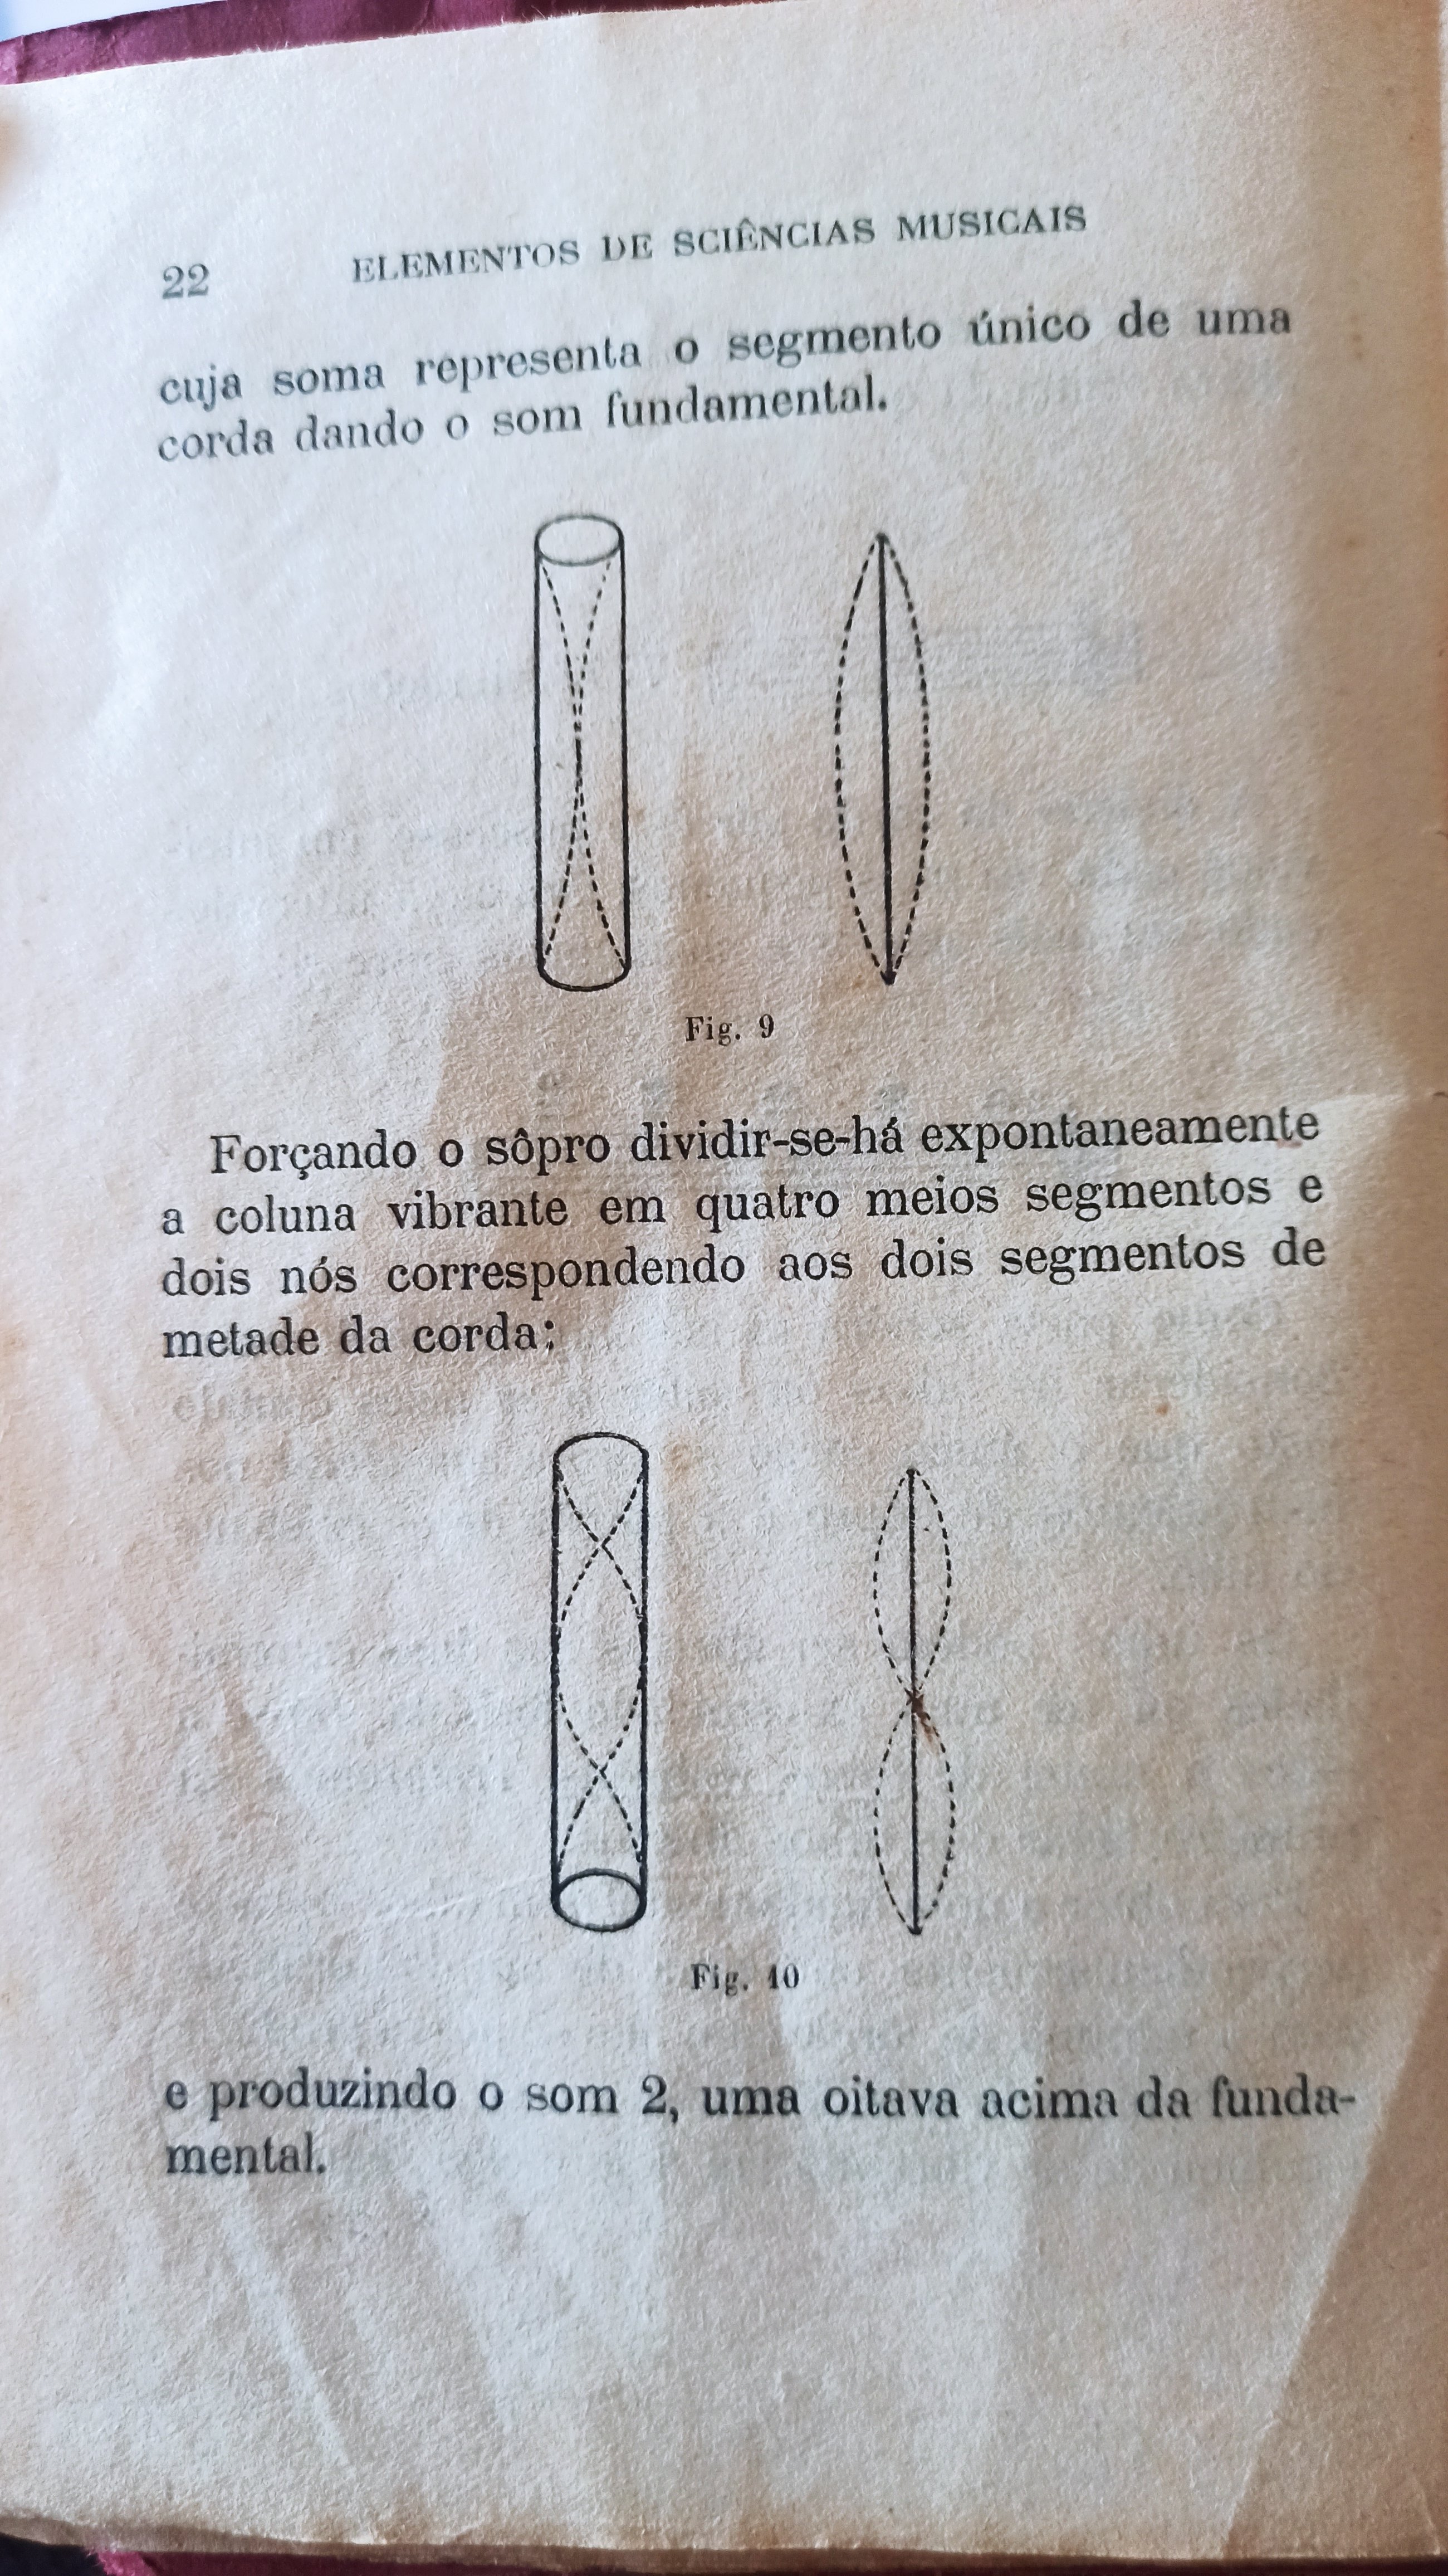 22 ELEMENTOS DE SCIÊNCIAS MUSICAIS
cuja soma representa o segmento único de uma
corda dando o som fundamental.
Fig. 9
Forçando o sôpro dividir-se-há expontaneamente
a coluna vibrante em quatro meios segmentos e
dois nós correspondendo aos dois segmentos de
metade da corda:
Fig. 10
e produzindo o som 2, uma oitava acima da funda-
mental.